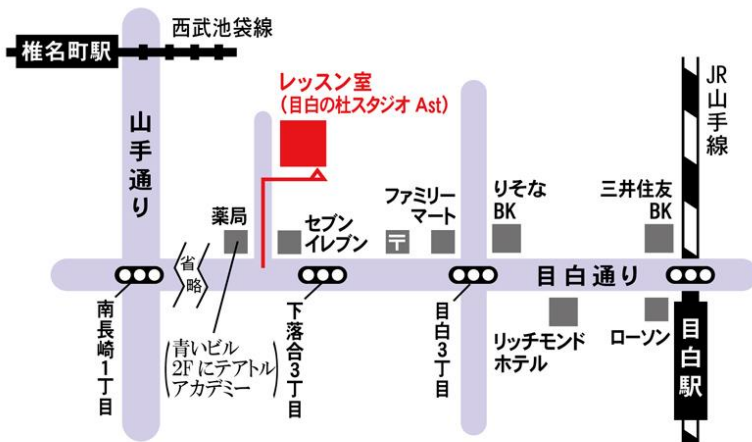 西武池袋線
椎名町駅
山手通り
レッスン室
(目白の杜スタジオ Ast)
JR山手線
薬局
セブン
イレブン
〒
ファミリー
マート
りそな
BK
三井住友
BK
省略
目白通り
南長崎1丁目
(青いビル
2Fにテアトル
アカデミー)
下落合3丁目
目白3丁目
リッチモンド
ホテル
ローソン
目白駅